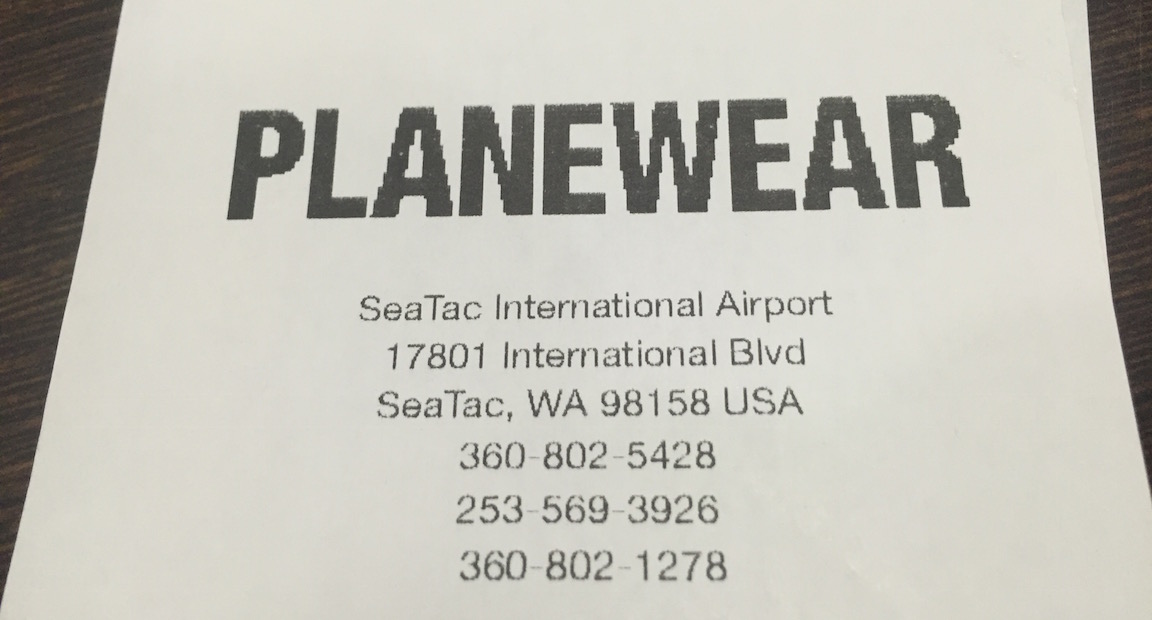 PLANEWEAR
SeaTac International Airport
17801 International Blvd
SeaTac, WA 98158 USA
360-802-5428
253-569-3926
360-802-1278